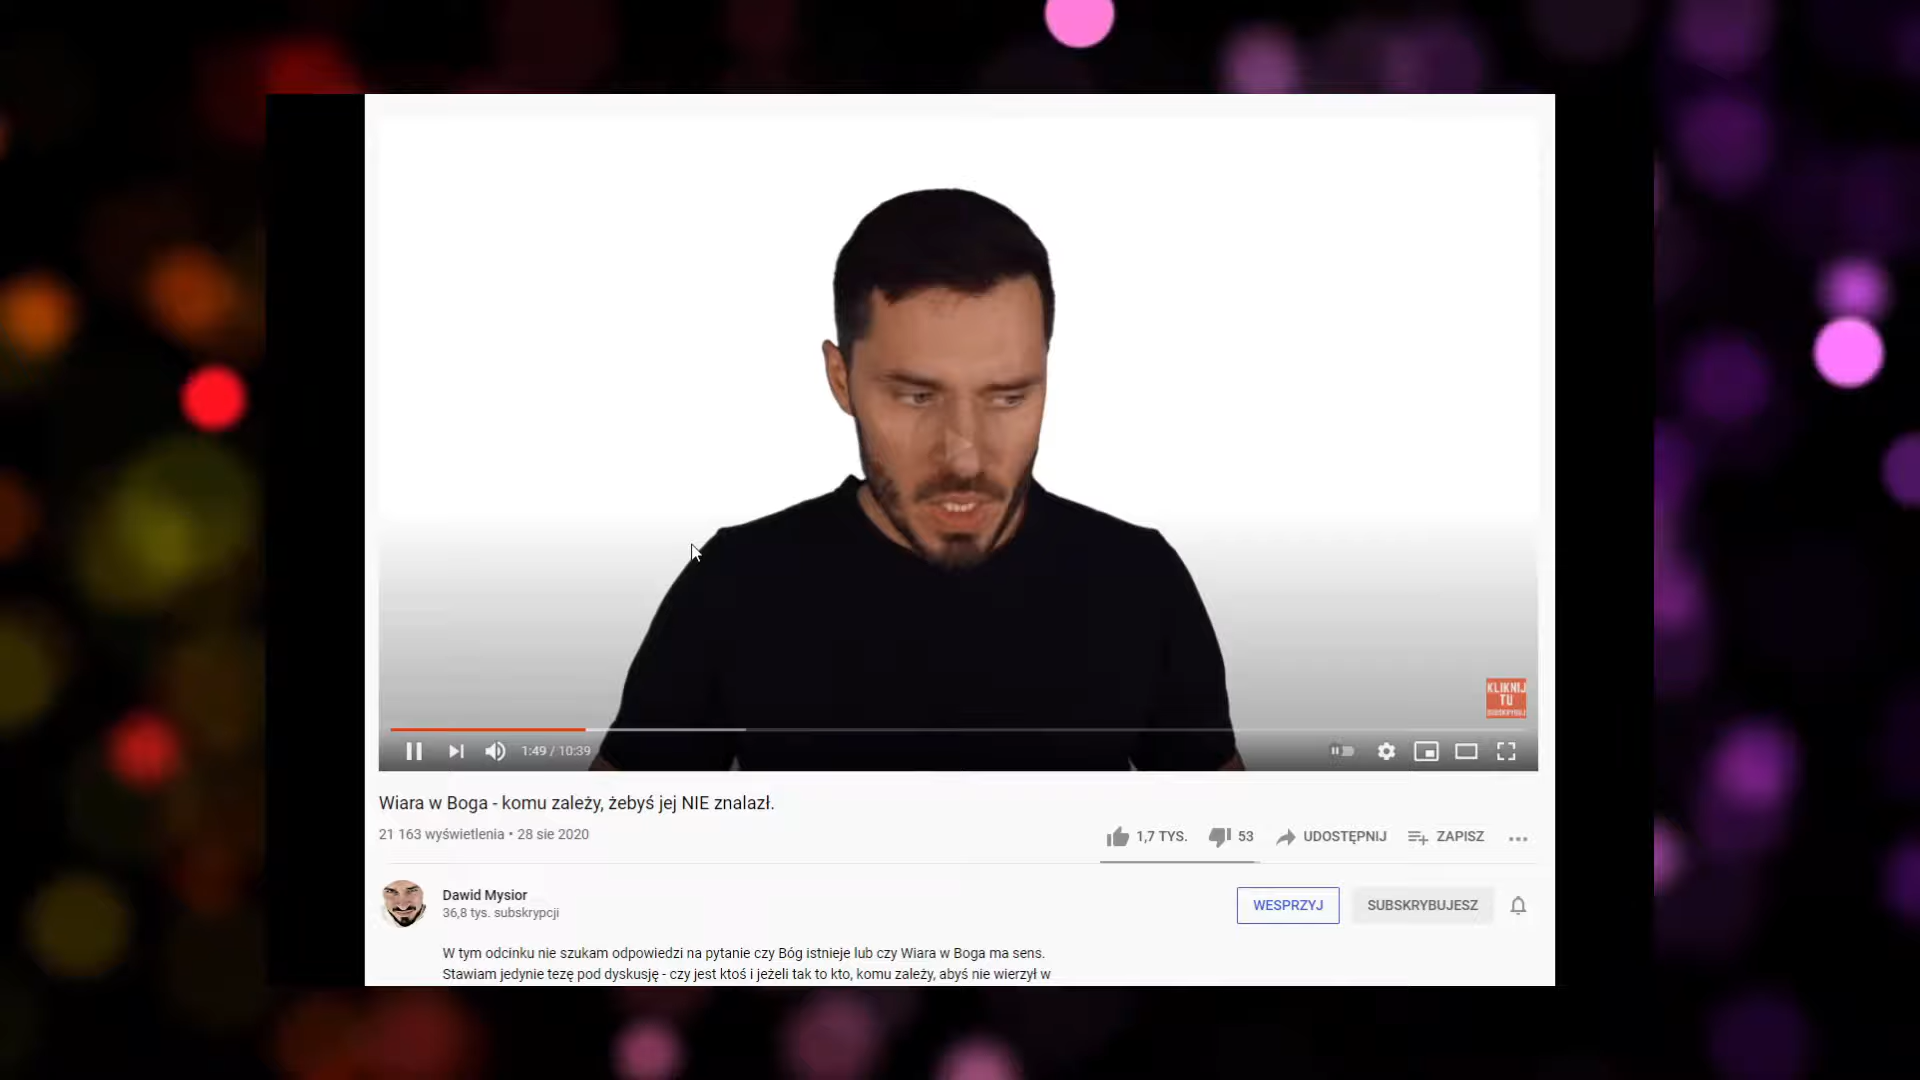 KLIKNIJ
TU
SUBSKRYBUJ
1:49 / 10:39
Wiara w Boga - komu zależy, żebyś jej NIE znalazł.
21 163 wyświetlenia • 28 sie 2020
1,7 TYS. 53 UDOSTĘPNIJ ZAPISZ
Dawid Mysior
36,8 tys. subskrypcji
WESPRZYJ SUBSKRYBUJESZ
W tym odcinku nie szukam odpowiedzi na pytanie czy Bóg istnieje lub czy Wiara w Boga ma sens.
Stawiam jedynie tezę pod dyskusję - czy jest ktoś i jeżeli tak to kto, komu zależy, abyś nie wierzył w